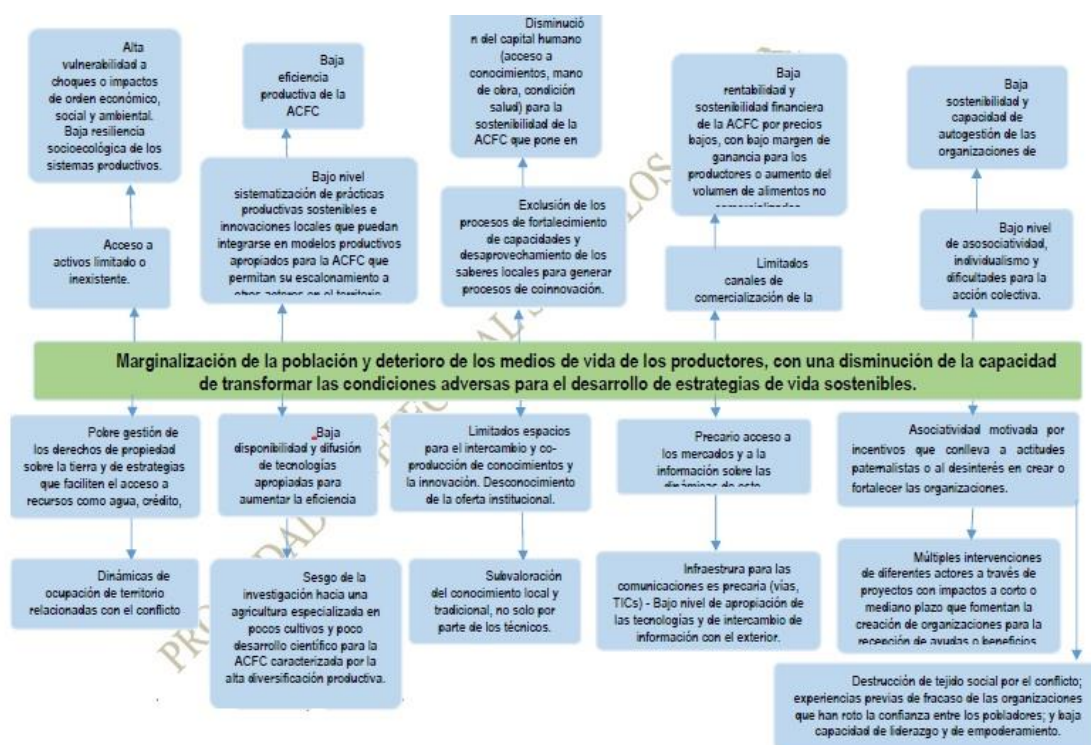 Alta
vulnerabilidad a
choques o impactos
de orden económico,
social y ambiental.
Baja resiliencia
socioecológica de los
sistemas productivos.
Baja
eficiencia
productiva de la
ACFC
Disminució
n del capital humano
(acceso a
conocimientos, mano
de obra, condición
salud) para la
sostenibilidad de la
ACFC que pone en
Baja
rentabilidad y
sostenibilidad financiera
de la ACFC por precios
bajos, con bajo margen de
ganancia para los
productores o aumento del
volumen de alimentos no
comercializados
Baja
sostenibilidad y
capacidad de
autogestión de las
organizaciones de
Acceso a
activos limitado o
inexistente.
Bajo nivel
sistematización de prácticas
productivas sostenibles e
innovaciones locales que puedan
integrarse en modelos productivos
apropiados para la ACFC que
permitan su escalonamiento a
otros actores en el territorio
Exclusión de los
procesos de fortalecimiento
de capacidades y
desaprovechamiento de los
saberes locales para generar
procesos de coinnovación.
Limitados
canales de
comercialización de la
Bajo nivel
de asosociatividad,
individualismo y
dificultades para la
acción colectiva.
Marginalización de la población y deterioro de los medios de vida de los productores, con una disminución de la capacidad
de transformar las condiciones adversas para el desarrollo de estrategias de vida sostenibles.
Pobre gestión de
los derechos de propiedad
sobre la tierra y de estrategias
que faciliten el acceso a
recursos como agua, crédito,
Baja
disponibilidad y difusión
de tecnologías
apropiadas para
aumentar la eficiencia
Limitados espacios
para el intercambio y co-
producción de conocimientos y
la innovación. Desconocimiento
de la oferta institucional.
Precario acceso a
los mercados y a la
información sobre las
dinámicas de este
Asociatividad motivada por
incentivos que conlleva a actitudes
paternalistas o al desinterés en crear o
fortalecer las organizaciones.
Dinámicas de
ocupación de territorio
relacionadas con el conflicto
Sesgo de la
investigación hacia una
agricultura especializada en
pocos cultivos y poco
desarrollo científico para la
ACFC caracterizada por la
alta diversificación productiva.
Subvaloración
del conocimiento local y
tradicional, no solo por
parte de los técnicos.
Infraestrura para las
comunicaciones es precaria (vías,
TICs) - Bajo nivel de apropiación de
las tecnologías y de intercambio de
información con el exterior.
Múltiples intervenciones
de diferentes actores a través de
proyectos con impactos a corto o
mediano plazo que fomentan la
creación de organizaciones para la
recepción de ayudas o beneficios
Destrucción de tejido social por el conflicto;
experiencias previas de fracaso de las organizaciones
que han roto la confianza entre los pobladores; y baja
capacidad de liderazgo y de empoderamiento.